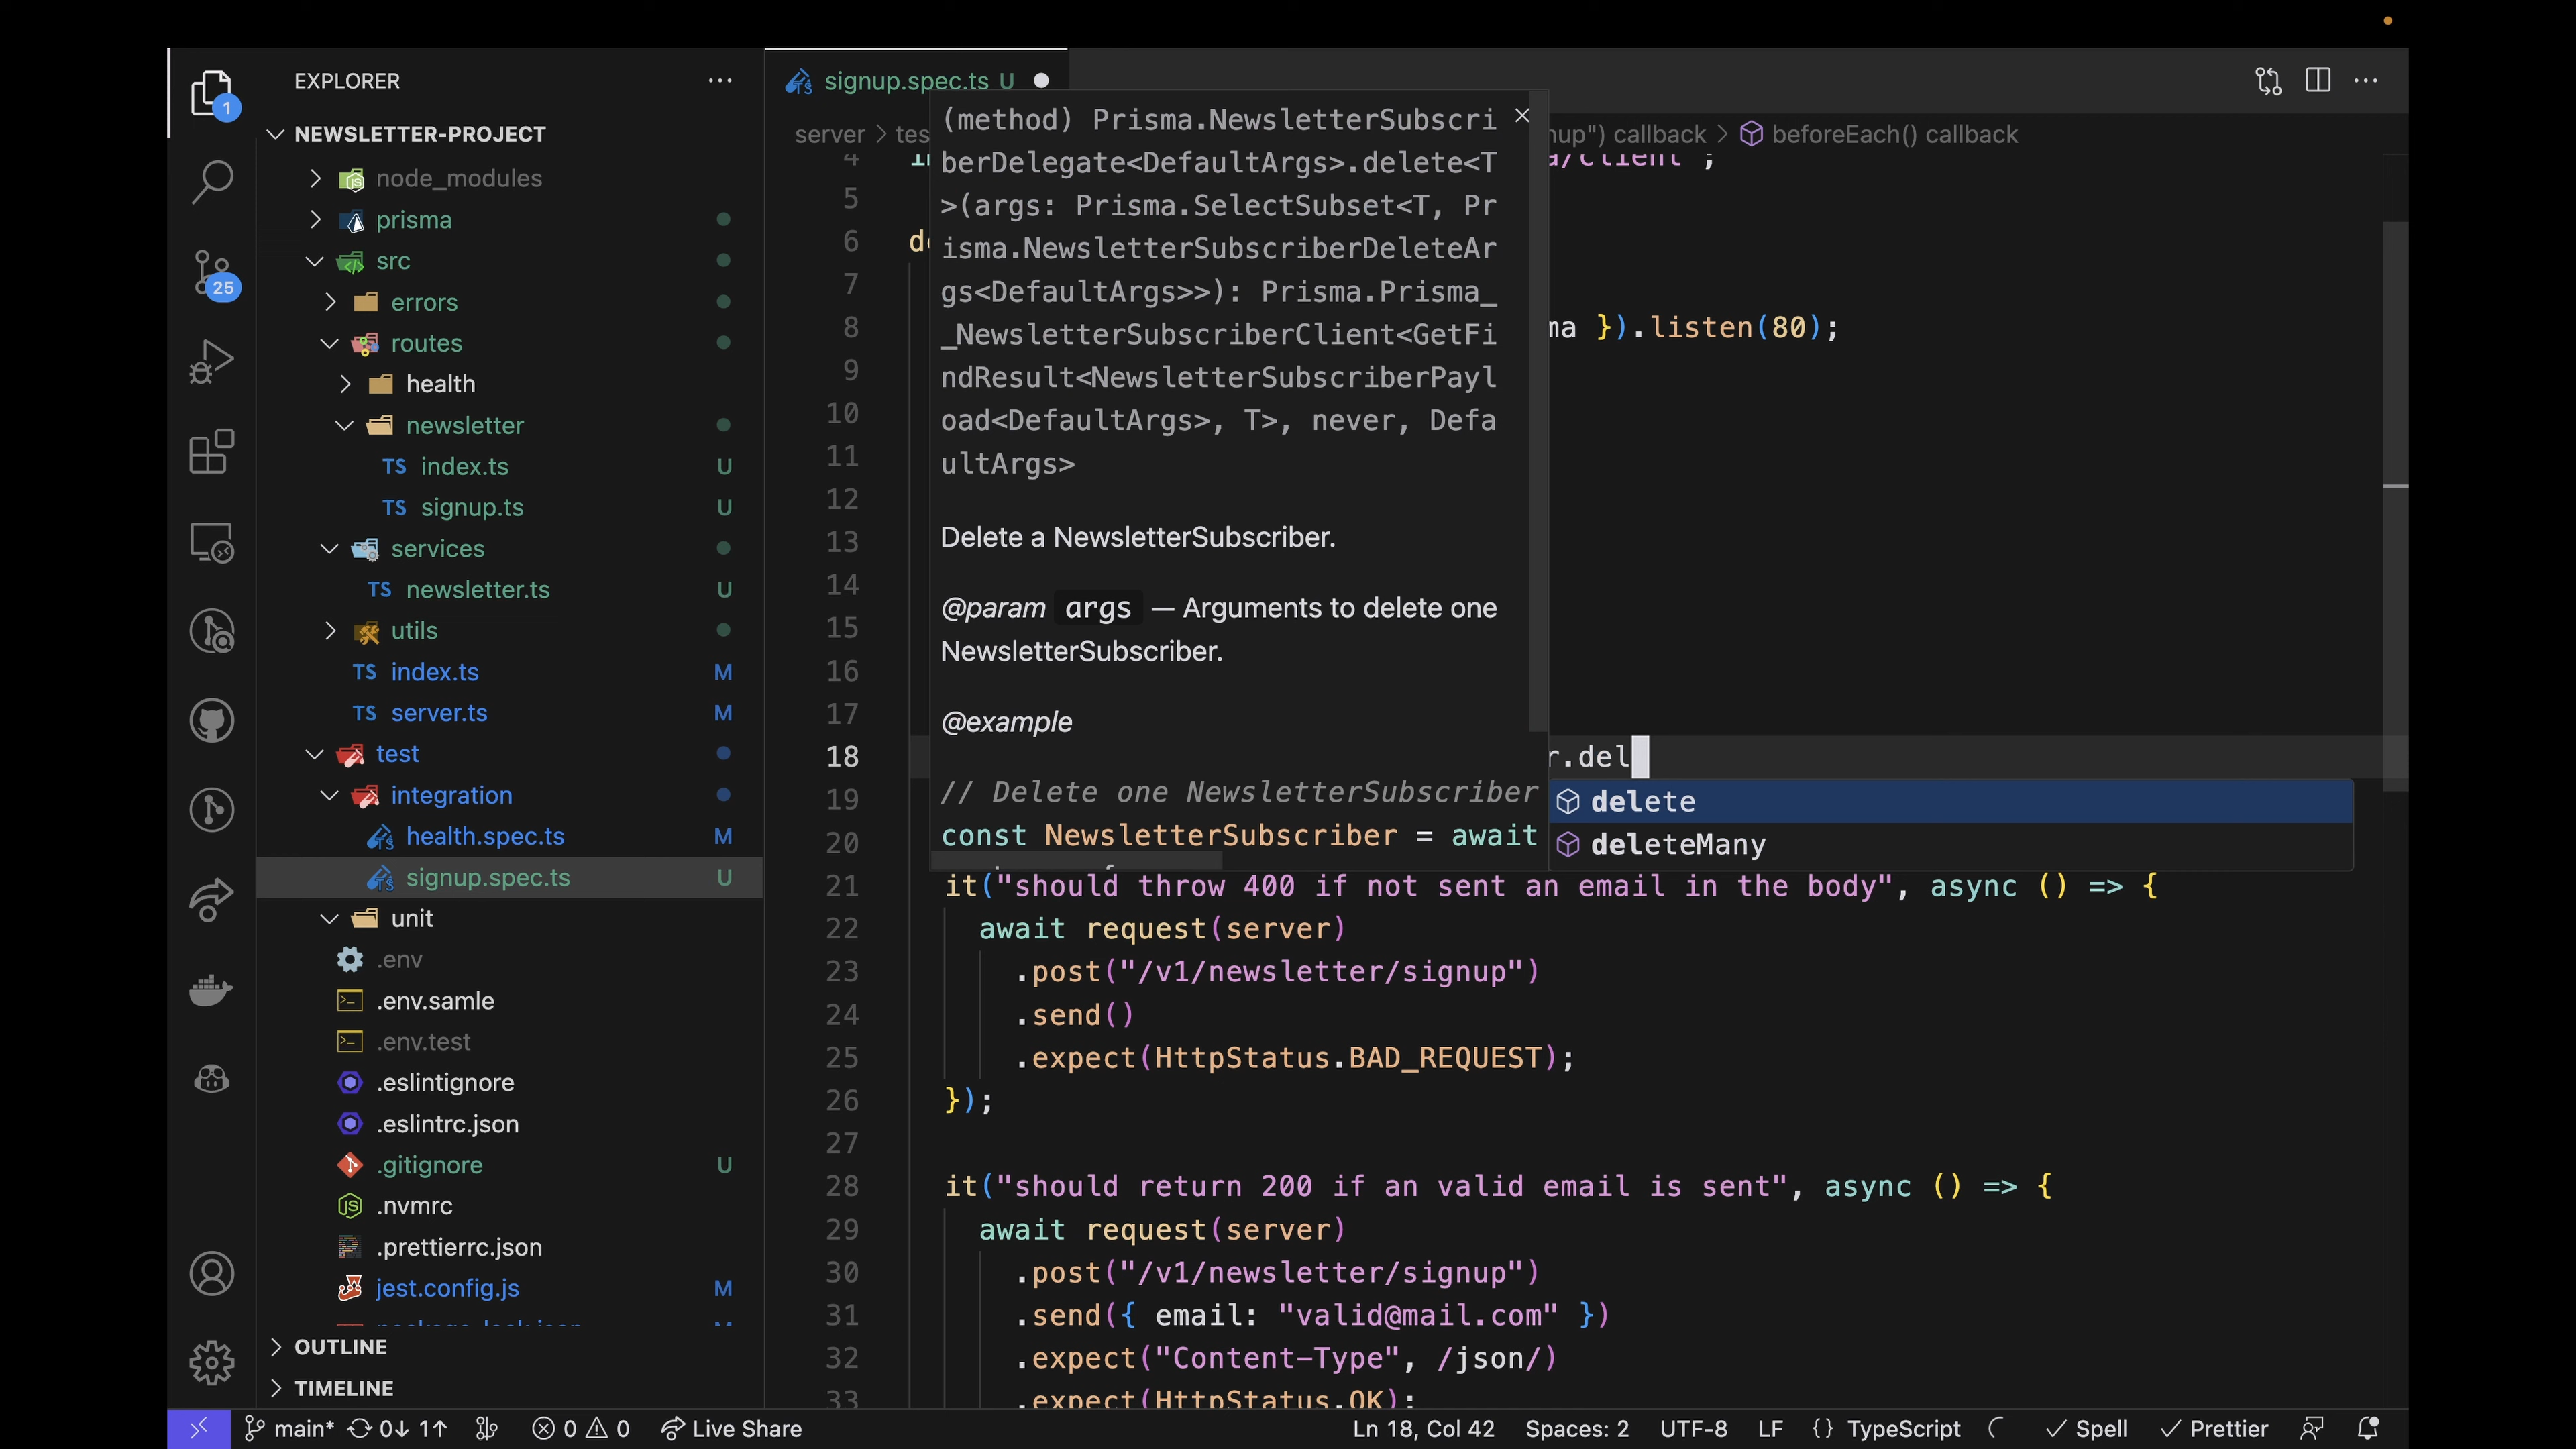 EXPLORER
1
NEWSLETTER-PROJECT
node_modules
prisma
src
errors
routes
health
newsletter
TS index.ts U
TS signup.ts U
services
TS newsletter.ts U
utils
TS index.ts M
TS server.ts M
test
integration
health.spec.ts M
signup.spec.ts U
unit
.env
.env.samle
.env.test
.eslintignore
.eslintrc.json
.gitignore U
.nvmrc
.prettierrc.json
jest.config.js M
OUTLINE
TIMELINE
25
signup.spec.ts U
server > tes
nup") callback > beforeEach() callback
(method) Prisma.NewsletterSubscri
berDelegate<DefaultArgs>.delete<T
>(args: Prisma.SelectSubset<T, Pr
isma.NewsletterSubscriberDeleteAr
gs<DefaultArgs>>): Prisma.Prisma_
_NewsletterSubscriberClient<GetFi
ndResult<NewsletterSubscriberPayl
oad<DefaultArgs>, T>, never, Defa
ultArgs>
Delete a NewsletterSubscriber.
@param args — Arguments to delete one
NewsletterSubscriber.
@example
// Delete one NewsletterSubscriber
const NewsletterSubscriber = await
4
a/client";
5
6 de
7
8 ma }).listen(80);
9
10
11
12
13
14
15
16
17
18 r.del
delete
deleteMany
19
20
21 it("should throw 400 if not sent an email in the body", async () => {
22 await request(server)
23 .post("/v1/newsletter/signup")
24 .send()
25 .expect(HttpStatus.BAD_REQUEST);
26 });
27
28 it("should return 200 if an valid email is sent", async () => {
29 await request(server)
30 .post("/v1/newsletter/signup")
31 .send({ email: "valid@mail.com" })
32 .expect("Content-Type", /json/)
33 .expect(HttpStatus.OK);
main* 0↓ 1↑ 0 0 Live Share Ln 18, Col 42 Spaces: 2 UTF-8 LF {} TypeScript Spell Prettier